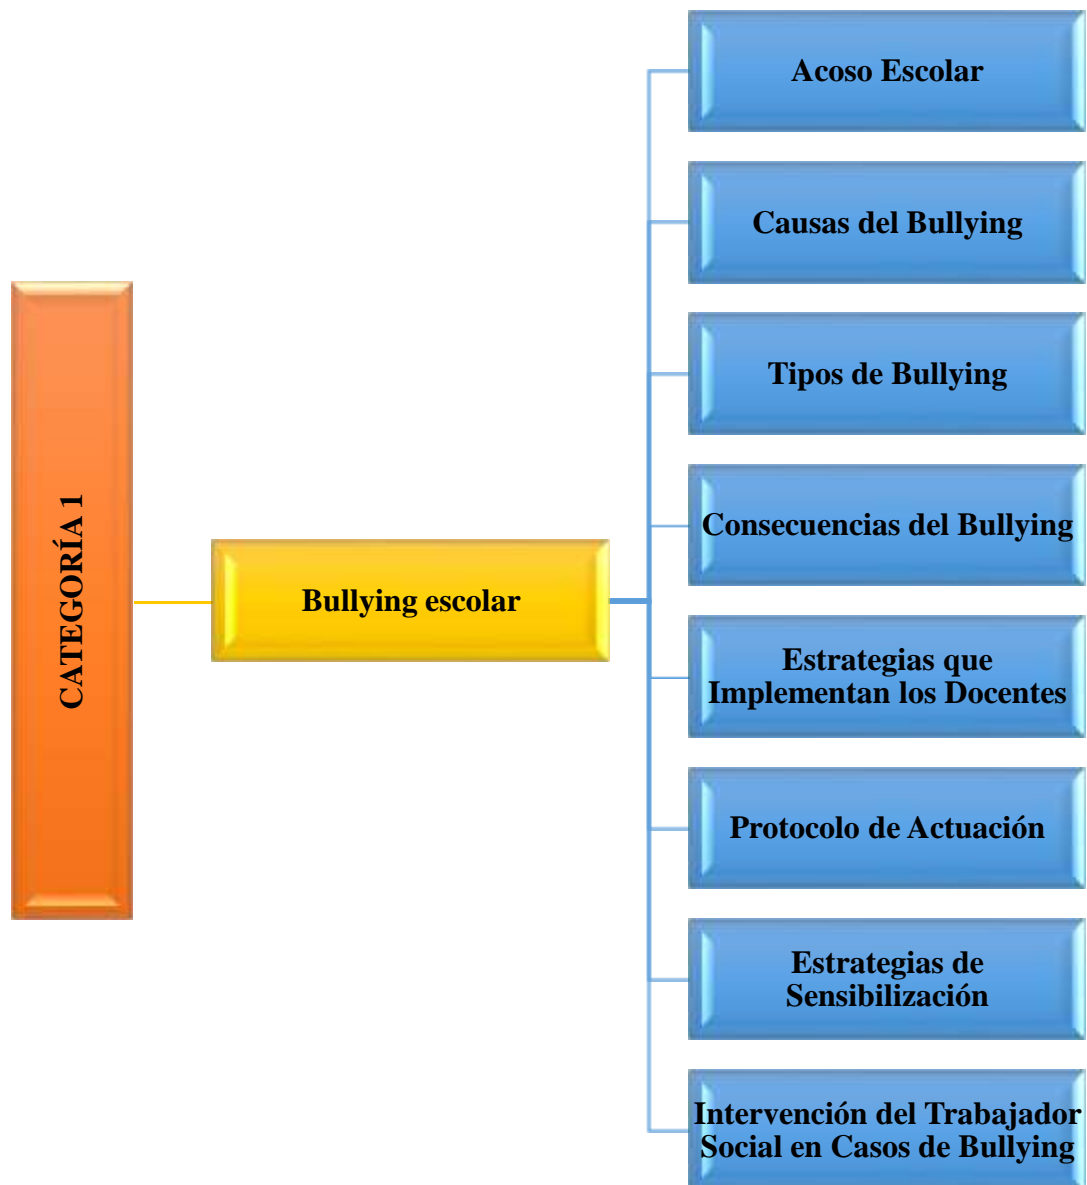 CATEGORÍA 1
Bullying escolar
Acoso Escolar
Causas del Bullying
Tipos de Bullying
Consecuencias del Bullying
Estrategias que
Implementan los Docentes
Protocolo de Actuación
Estrategias de
Sensibilización
Intervención del Trabajador
Social en Casos de Bullying